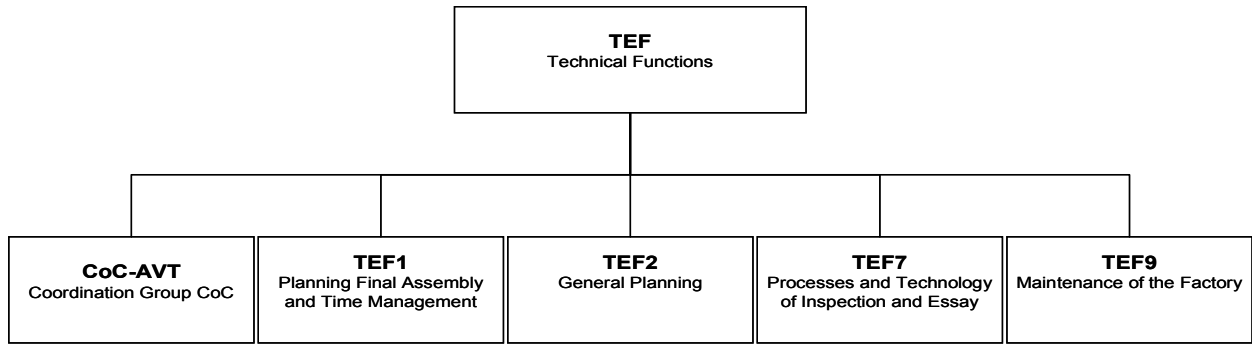 TEF
Technical Functions
CoC-AVT
Coordination Group CoC
TEF1
Planning Final Assembly
and Time Management
TEF2
General Planning
TEF7
Processes and Technology
of Inspection and Essay
TEF9
Maintenance of the Factory